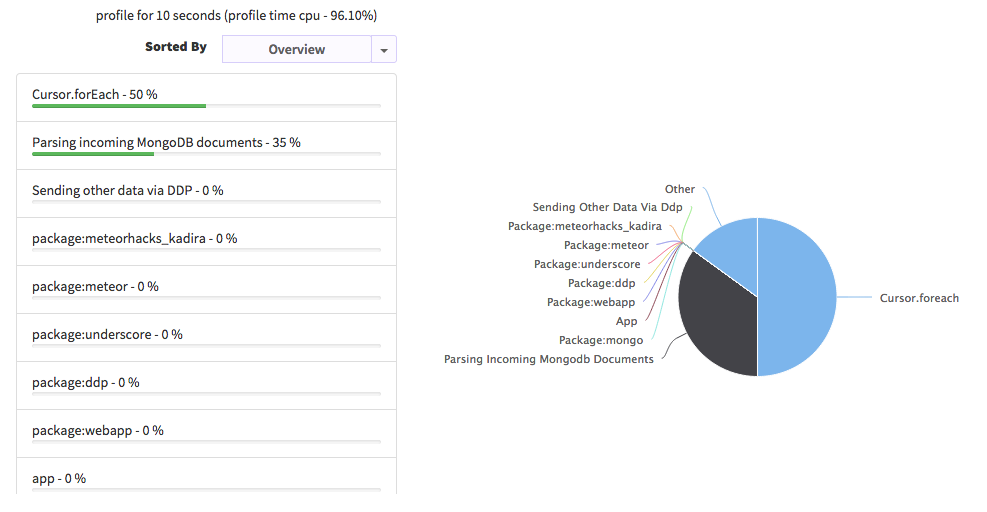 profile for 10 seconds (profile time cpu - 96.10%)
Sorted By
Overview
Cursor.forEach - 50 %
Parsing incoming MongoDB documents - 35 %
Sending other data via DDP - 0 %
package:meteorhacks_kadira - 0 %
package:meteor - 0 %
package:underscore - 0 %
package:ddp - 0 %
package:webapp - 0 %
app - 0 %
Other
Sending Other Data Via Ddp
Package:meteorhacks_kadira
Package:meteor
Package:underscore
Package:ddp
Package:webapp
App
Package:mongo
Parsing Incoming Mongodb Documents
Cursor.foreach